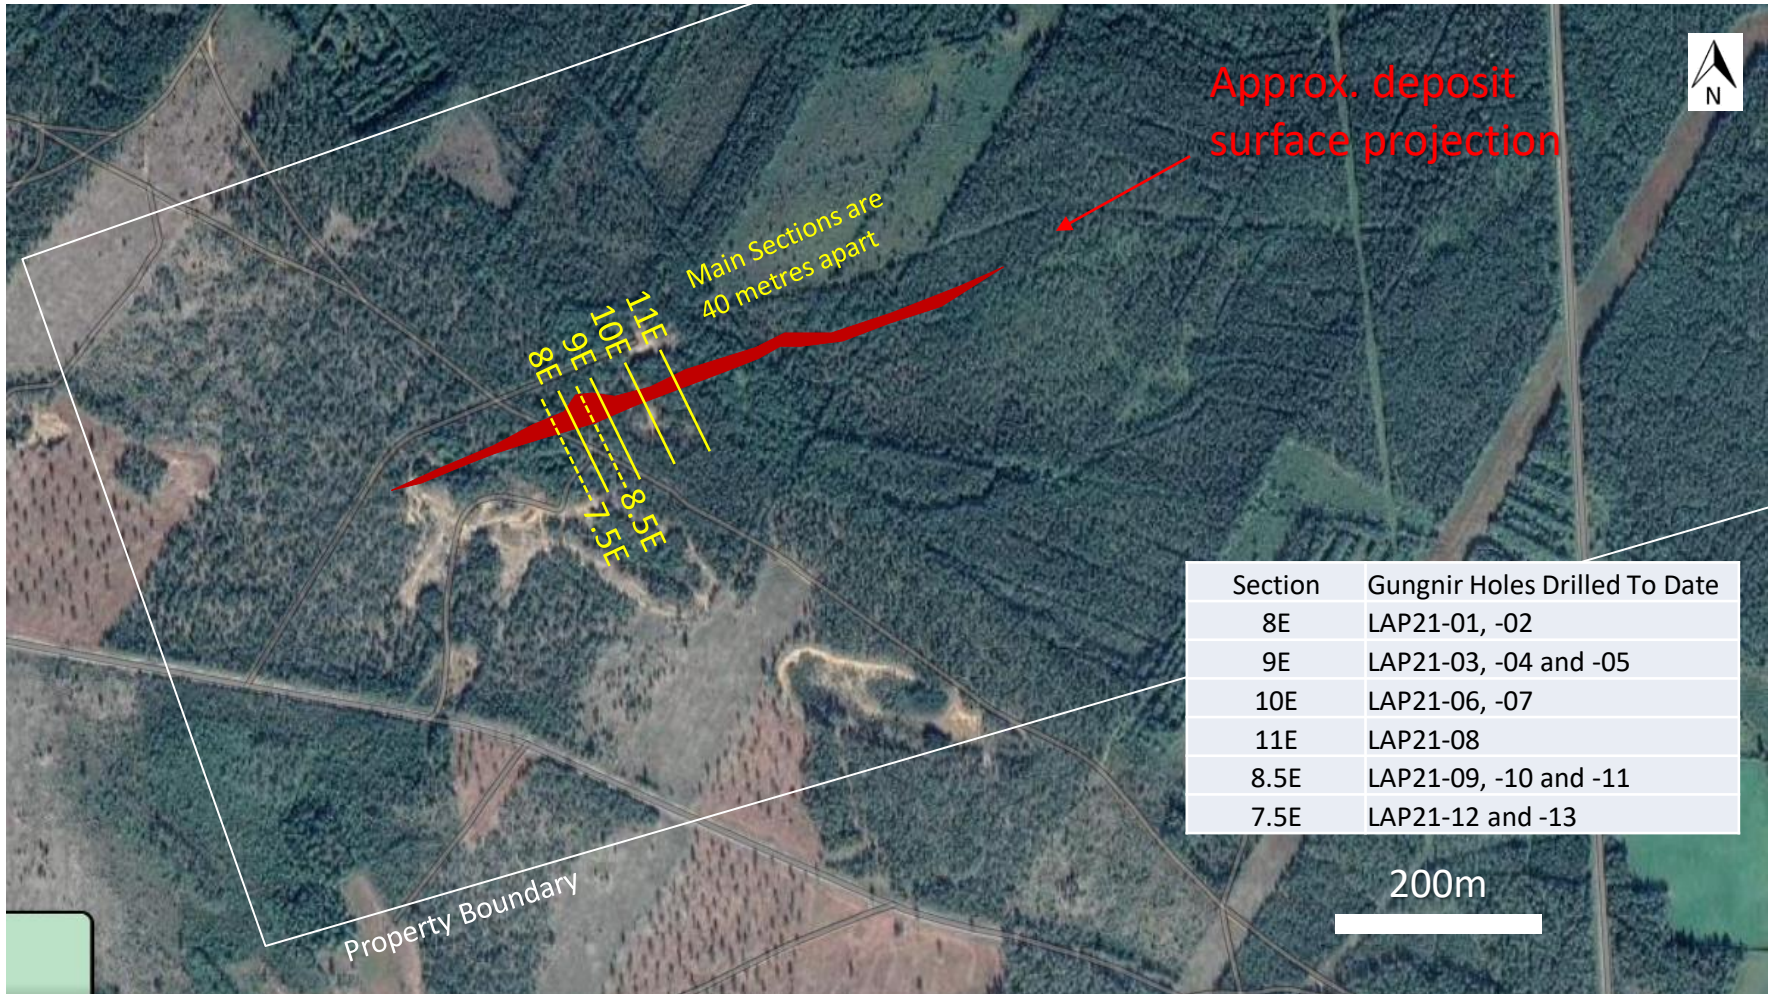 Approx. deposit
surface projection
N
Main Sections are
40 metres apart
11E
10E
9E
8E
8.5E
7.5E
Section Gungnir Holes Drilled To Date
8E LAP21-01, -02
9E LAP21-03, -04 and -05
10E LAP21-06, -07
11E LAP21-08
8.5E LAP21-09, -10 and -11
7.5E LAP21-12 and -13
200m
Property Boundary